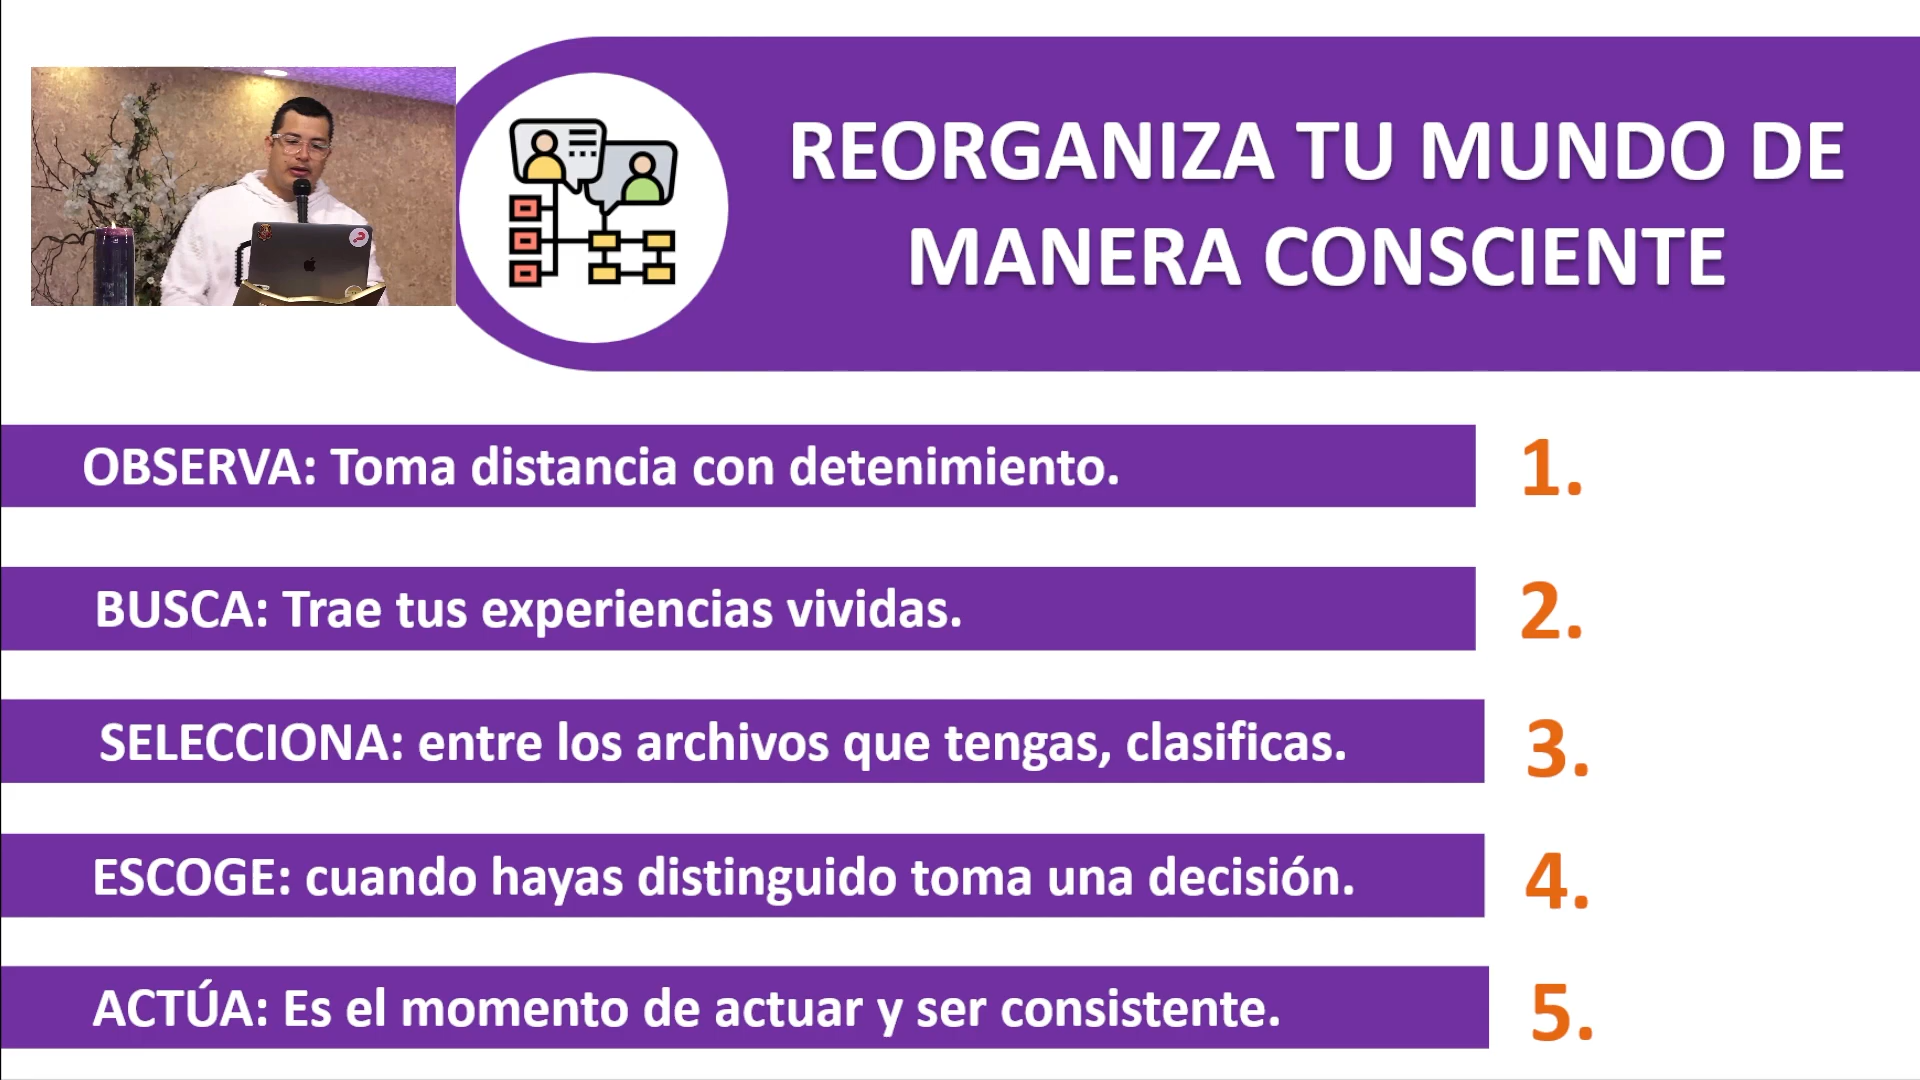 REORGANIZA TU MUNDO DE
MANERA CONSCIENTE
OBSERVA: Toma distancia con detenimiento. 1.
BUSCA: Trae tus experiencias vividas. 2.
SELECCIONA: entre los archivos que tengas, clasificas. 3.
ESCOGE: cuando hayas distinguido toma una decisión. 4.
ACTÚA: Es el momento de actuar y ser consistente. 5.